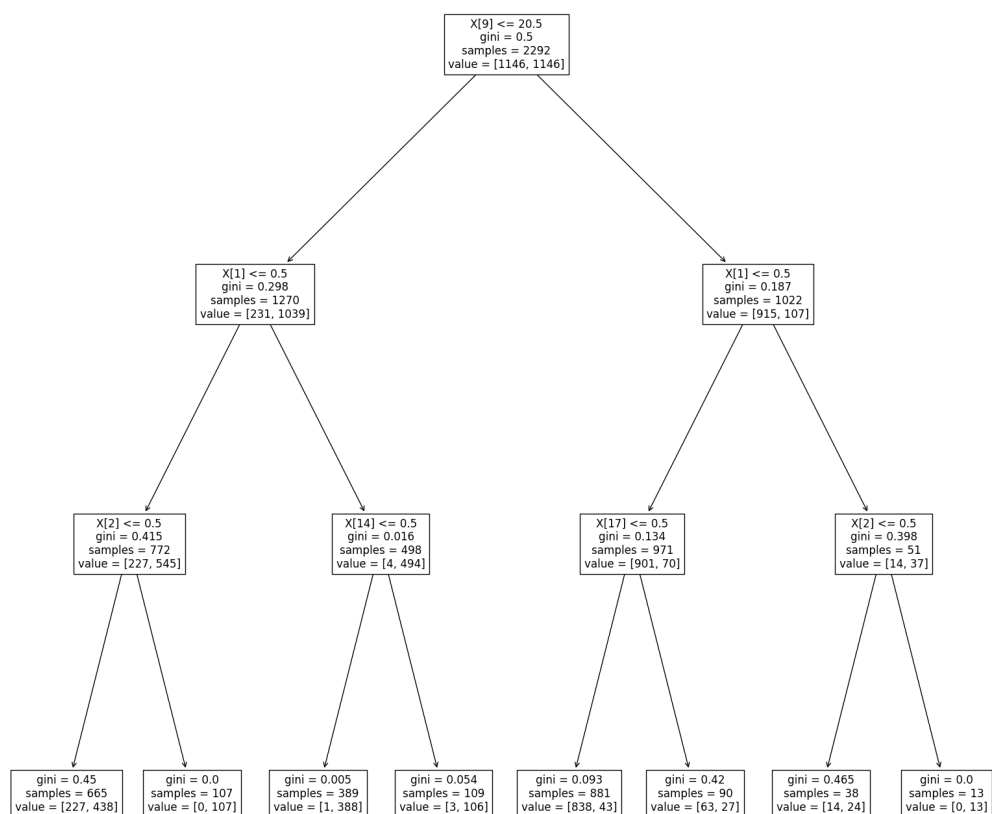 X[9] <= 20.5
gini = 0.5
samples = 2292
value = [1146, 1146]
X[1] <= 0.5
gini = 0.298
samples = 1270
value = [231, 1039]
X[1] <= 0.5
gini = 0.187
samples = 1022
value = [915, 107]
X[2] <= 0.5
gini = 0.415
samples = 772
value = [227, 545]
X[14] <= 0.5
gini = 0.016
samples = 498
value = [4, 494]
X[17] <= 0.5
gini = 0.134
samples = 971
value = [901, 70]
X[2] <= 0.5
gini = 0.398
samples = 51
value = [14, 37]
gini = 0.45
samples = 665
value = [227, 438]
gini = 0.0
samples = 107
value = [0, 107]
gini = 0.005
samples = 389
value = [1, 388]
gini = 0.054
samples = 109
value = [3, 106]
gini = 0.093
samples = 881
value = [838, 43]
gini = 0.42
samples = 90
value = [63, 27]
gini = 0.465
samples = 38
value = [14, 24]
gini = 0.0
samples = 13
value = [0, 13]